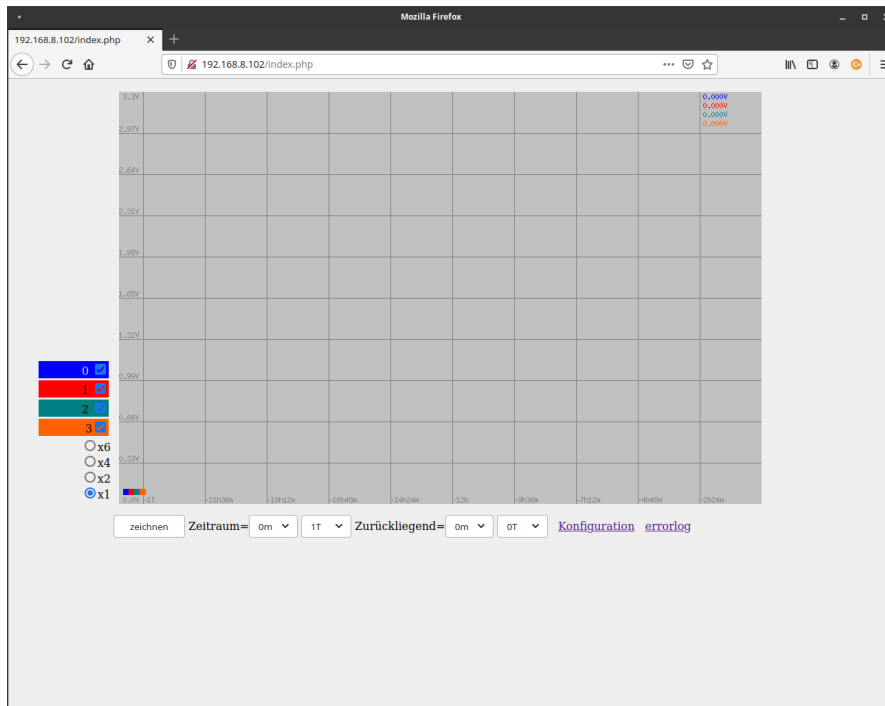 Mozilla Firefox
192.168.8.102/index.php
192.168.8.102/index.php
3.3V
0.000V
0.000V
0.000V
0.000V
2.97V
2.64V
2.31V
1.98V
1.65V
1.32V
0.99V
0.66V
0.33V
0
1
2
3
x6
x4
x2
x1
0.0V -1T -21h36m -19h12m -16h48m -14h24m -12h -9h36m -7h12m -4h48m -2h24m
zeichnen Zeitraum= 0m 1T Zurückliegend= 0m 0T Konfiguration errorlog